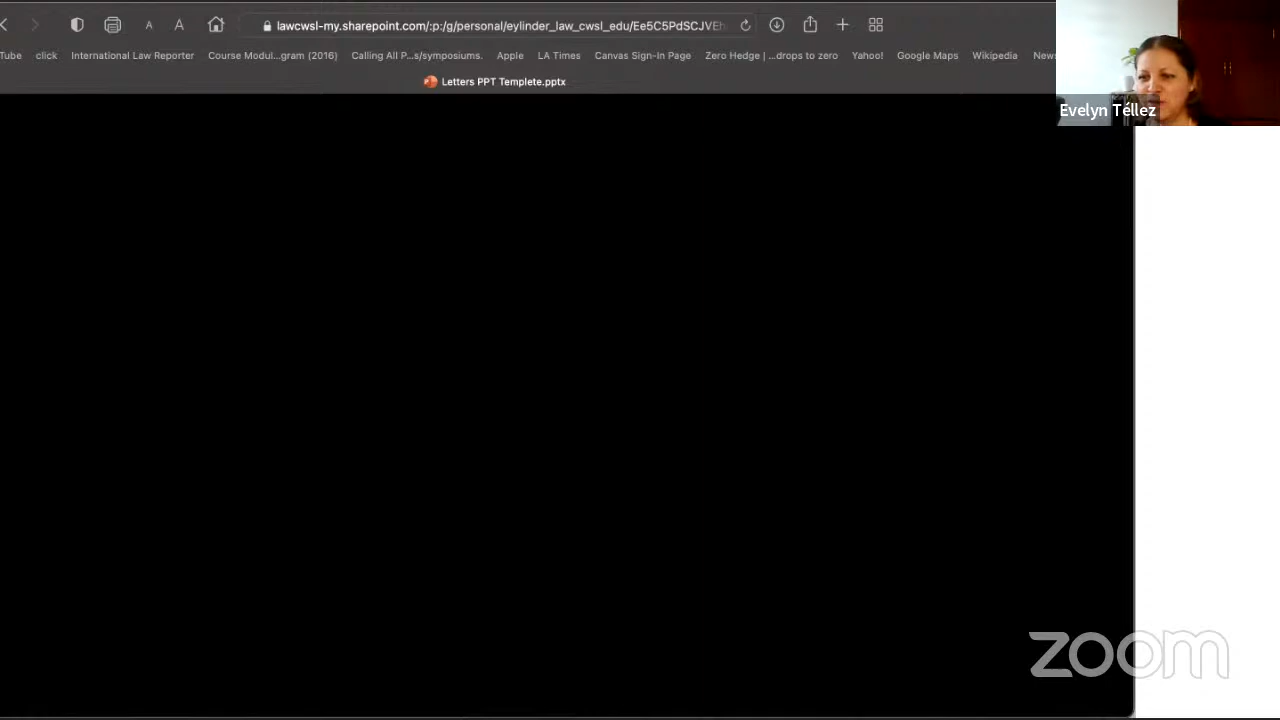 lawcwsl-my.sharepoint.com/:p:/g/personal/eylinder_law_cwsl_edu/Ee5C5PdSCJVEh
Tube click International Law Reporter Course Modul...gram (2016) Calling All P...s/symposiums. Apple LA Times Canvas Sign-In Page Zero Hedge | ...drops to zero Yahoo! Google Maps Wikipedia News
Letters PPT Templete.pptx
Evelyn Téllez
zoom